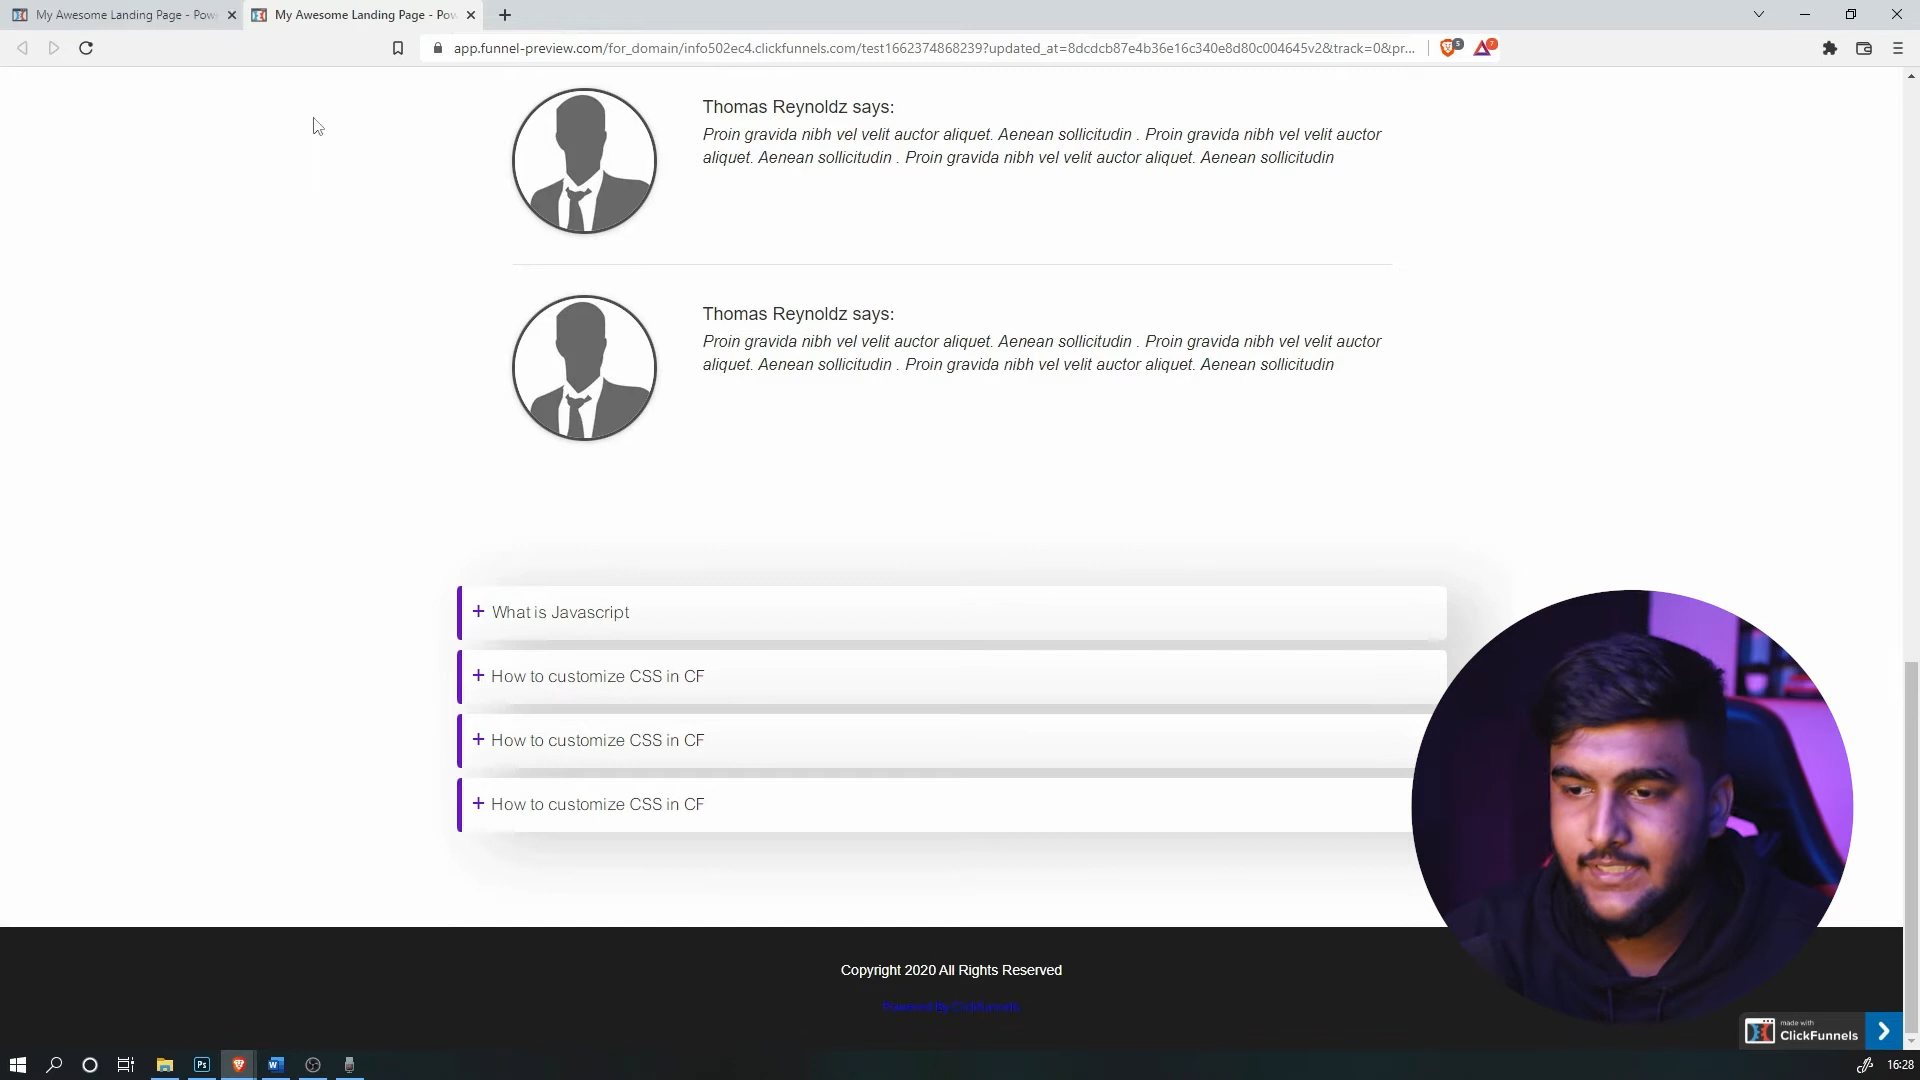 My Awesome Landing Page - Pow
My Awesome Landing Page - Pow
app.funnel-preview.com/for_domain/info502ec4.clickfunnels.com/test1662374868239?updated_at=8dcdcb87e4b36e16c340e8d80c004645v2&track=0&pr...
5
7
Thomas Reynoldz says:
Proin gravida nibh vel velit auctor aliquet. Aenean sollicitudin . Proin gravida nibh vel velit auctor
aliquet. Aenean sollicitudin . Proin gravida nibh vel velit auctor aliquet. Aenean sollicitudin
Thomas Reynoldz says:
Proin gravida nibh vel velit auctor aliquet. Aenean sollicitudin . Proin gravida nibh vel velit auctor
aliquet. Aenean sollicitudin . Proin gravida nibh vel velit auctor aliquet. Aenean sollicitudin
+ What is Javascript
+ How to customize CSS in CF
+ How to customize CSS in CF
+ How to customize CSS in CF
Copyright 2020 All Rights Reserved
Powered By Clickfunnels
made with
ClickFunnels
Ps
W
16:28